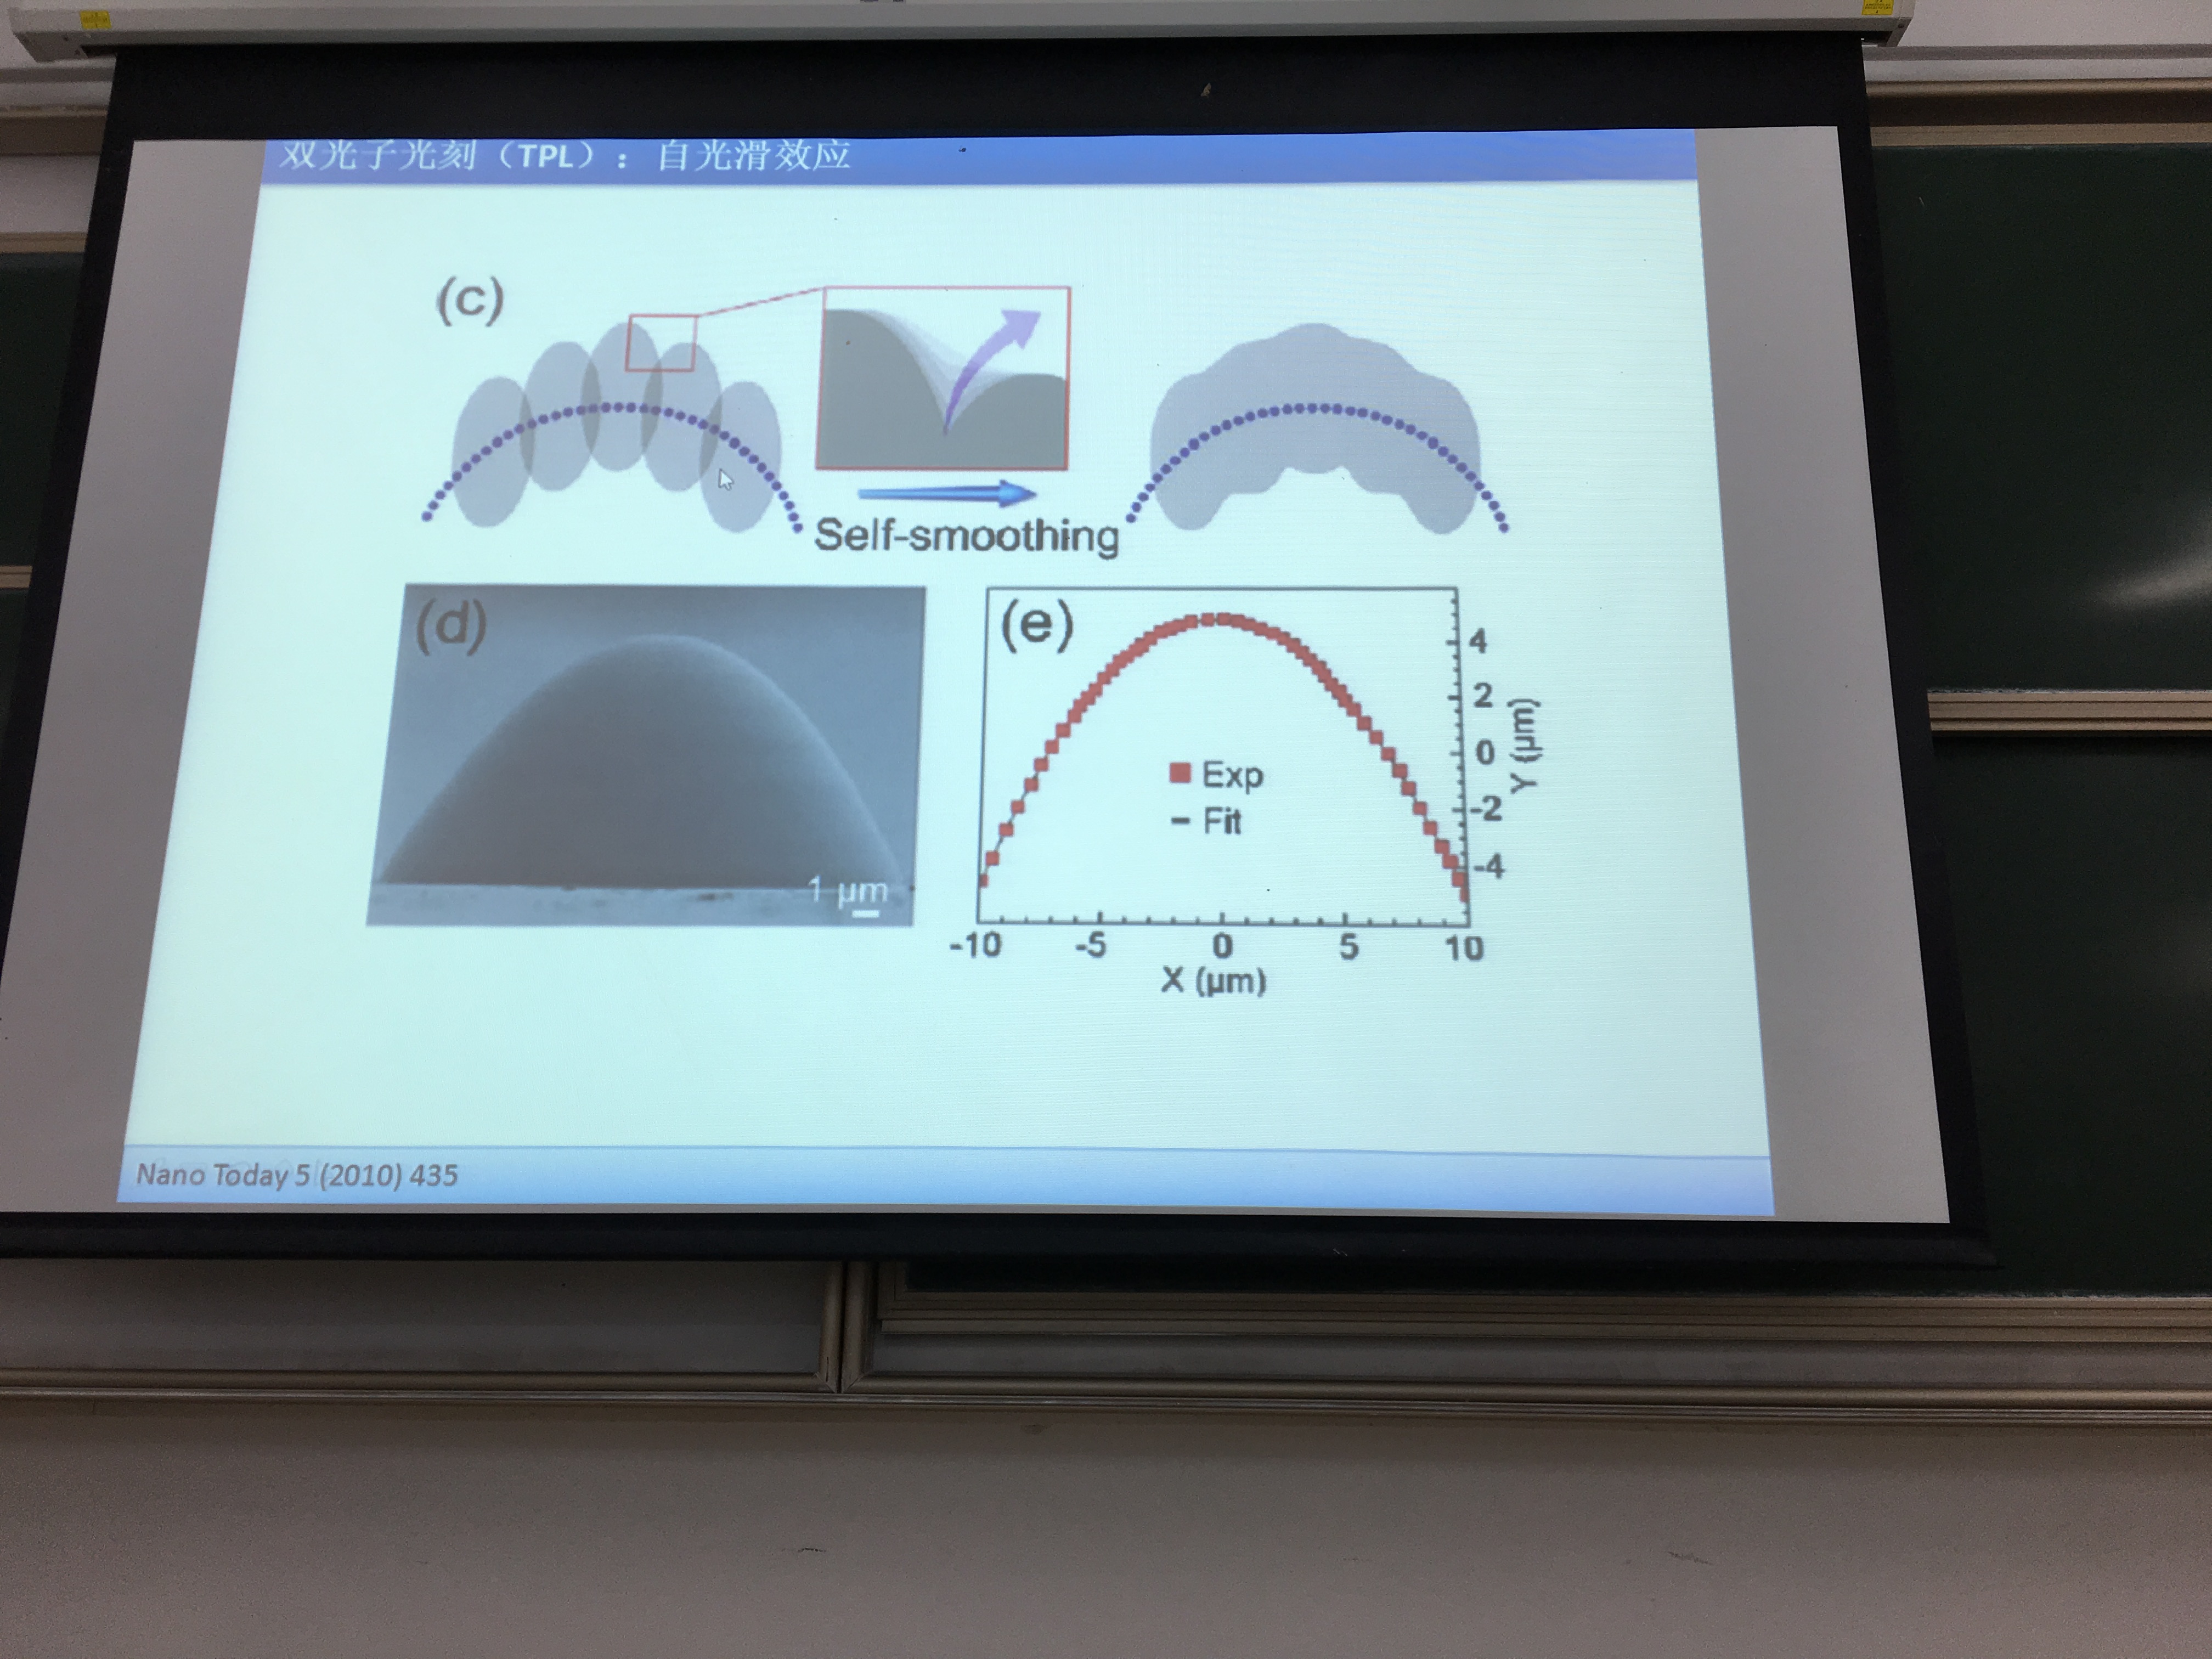 双光子光刻（TPL）：自光滑效应
(c)
Self-smoothing
(d)
1 μm
(e)
Exp
Fit
4
2
0
-2
-4
Y (μm)
-10 -5 0 5 10
X (μm)
Nano Today 5 (2010) 435